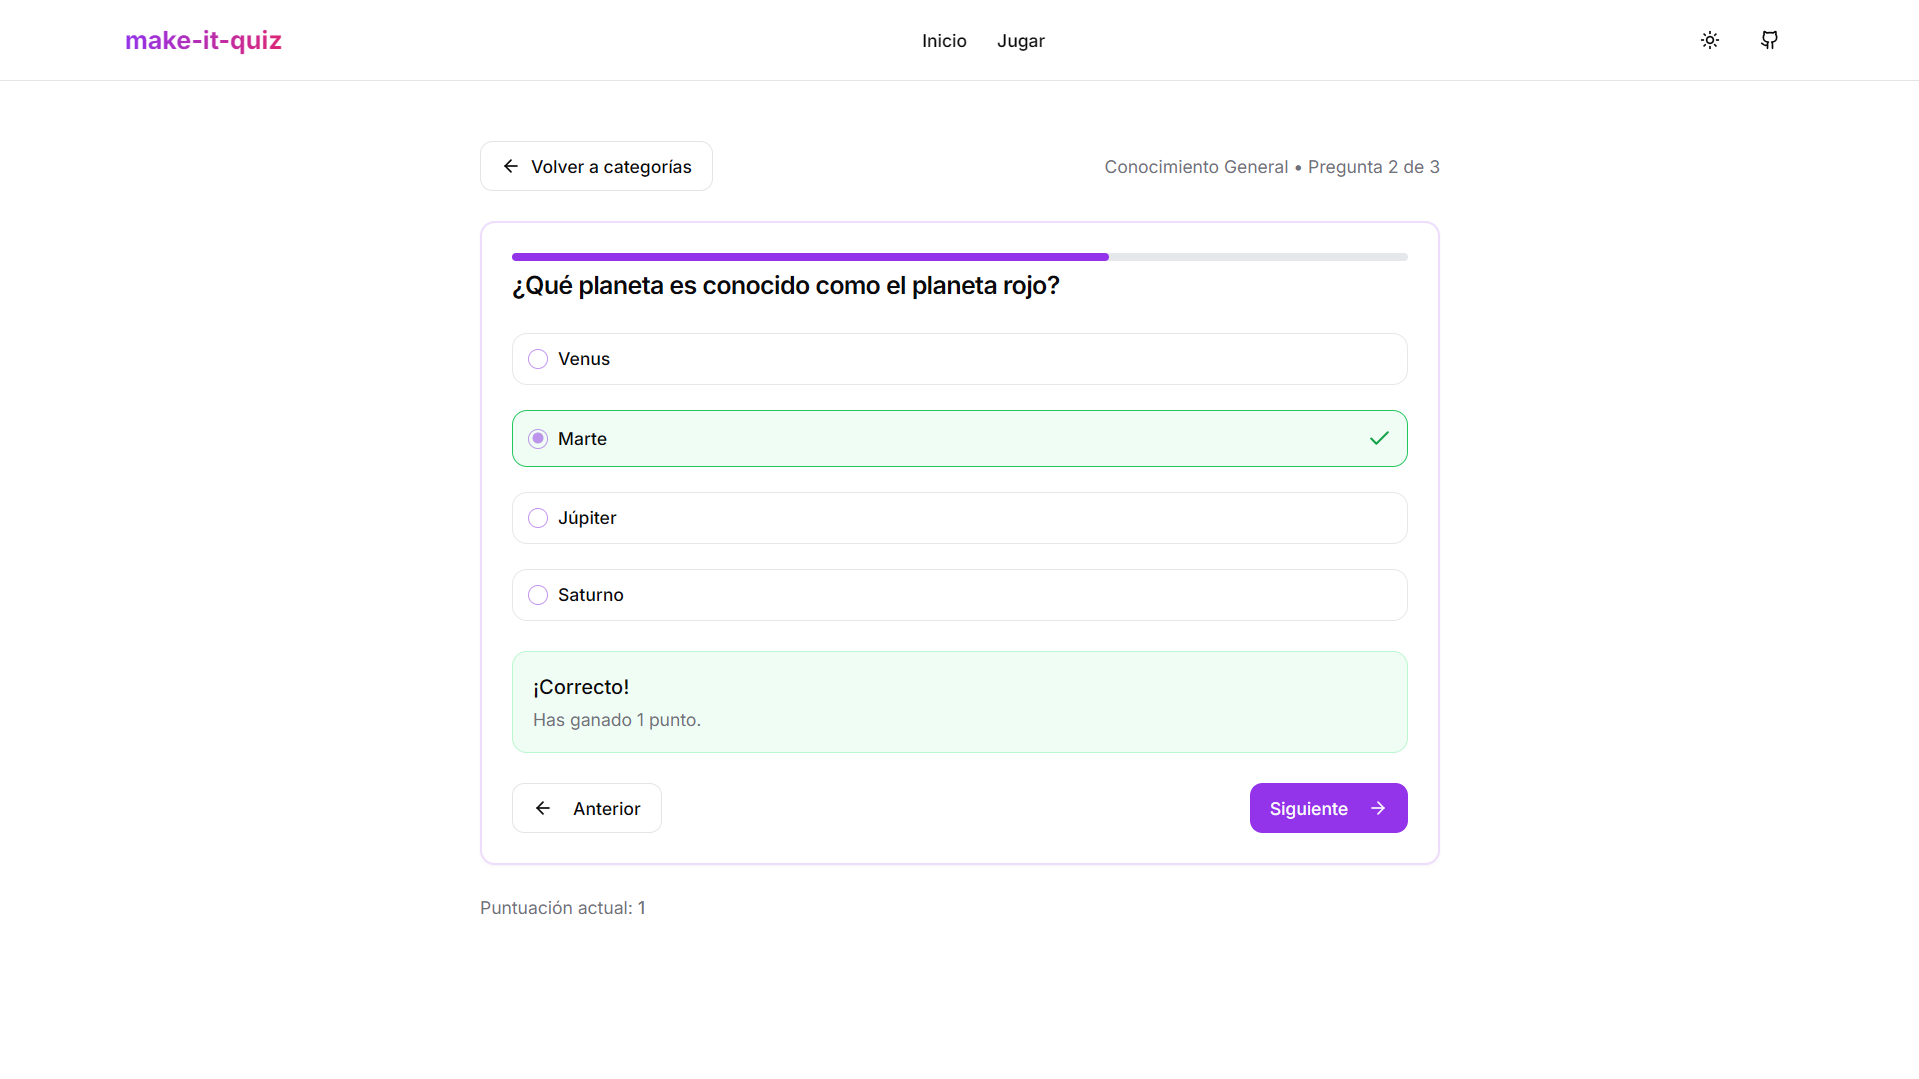 make-it-quiz
Inicio
Jugar
Volver a categorías
Conocimiento General • Pregunta 2 de 3
¿Qué planeta es conocido como el planeta rojo?
Venus
Marte
Júpiter
Saturno
¡Correcto!
Has ganado 1 punto.
Anterior
Siguiente
Puntuación actual: 1